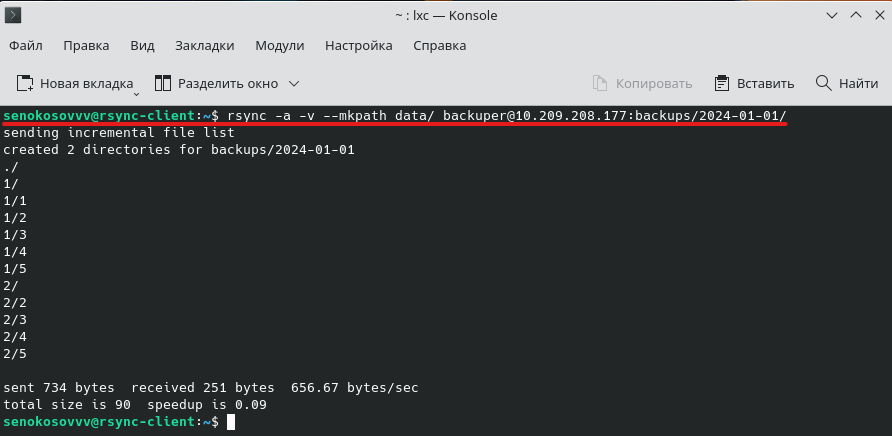 ~ : lxc — Konsole
Файл Правка Вид Закладки Модули Настройка Справка
Новая вкладка Разделить окно Копировать Вставить Найти
senokosovvv@rsync-client:~$ rsync -a -v --mkpath data/ backuper@10.209.208.177:backups/2024-01-01/
sending incremental file list
created 2 directories for backups/2024-01-01
./
1/
1/1
1/2
1/3
1/4
1/5
2/
2/2
2/3
2/4
2/5
sent 734 bytes  received 251 bytes  656.67 bytes/sec
total size is 90  speedup is 0.09
senokosovvv@rsync-client:~$